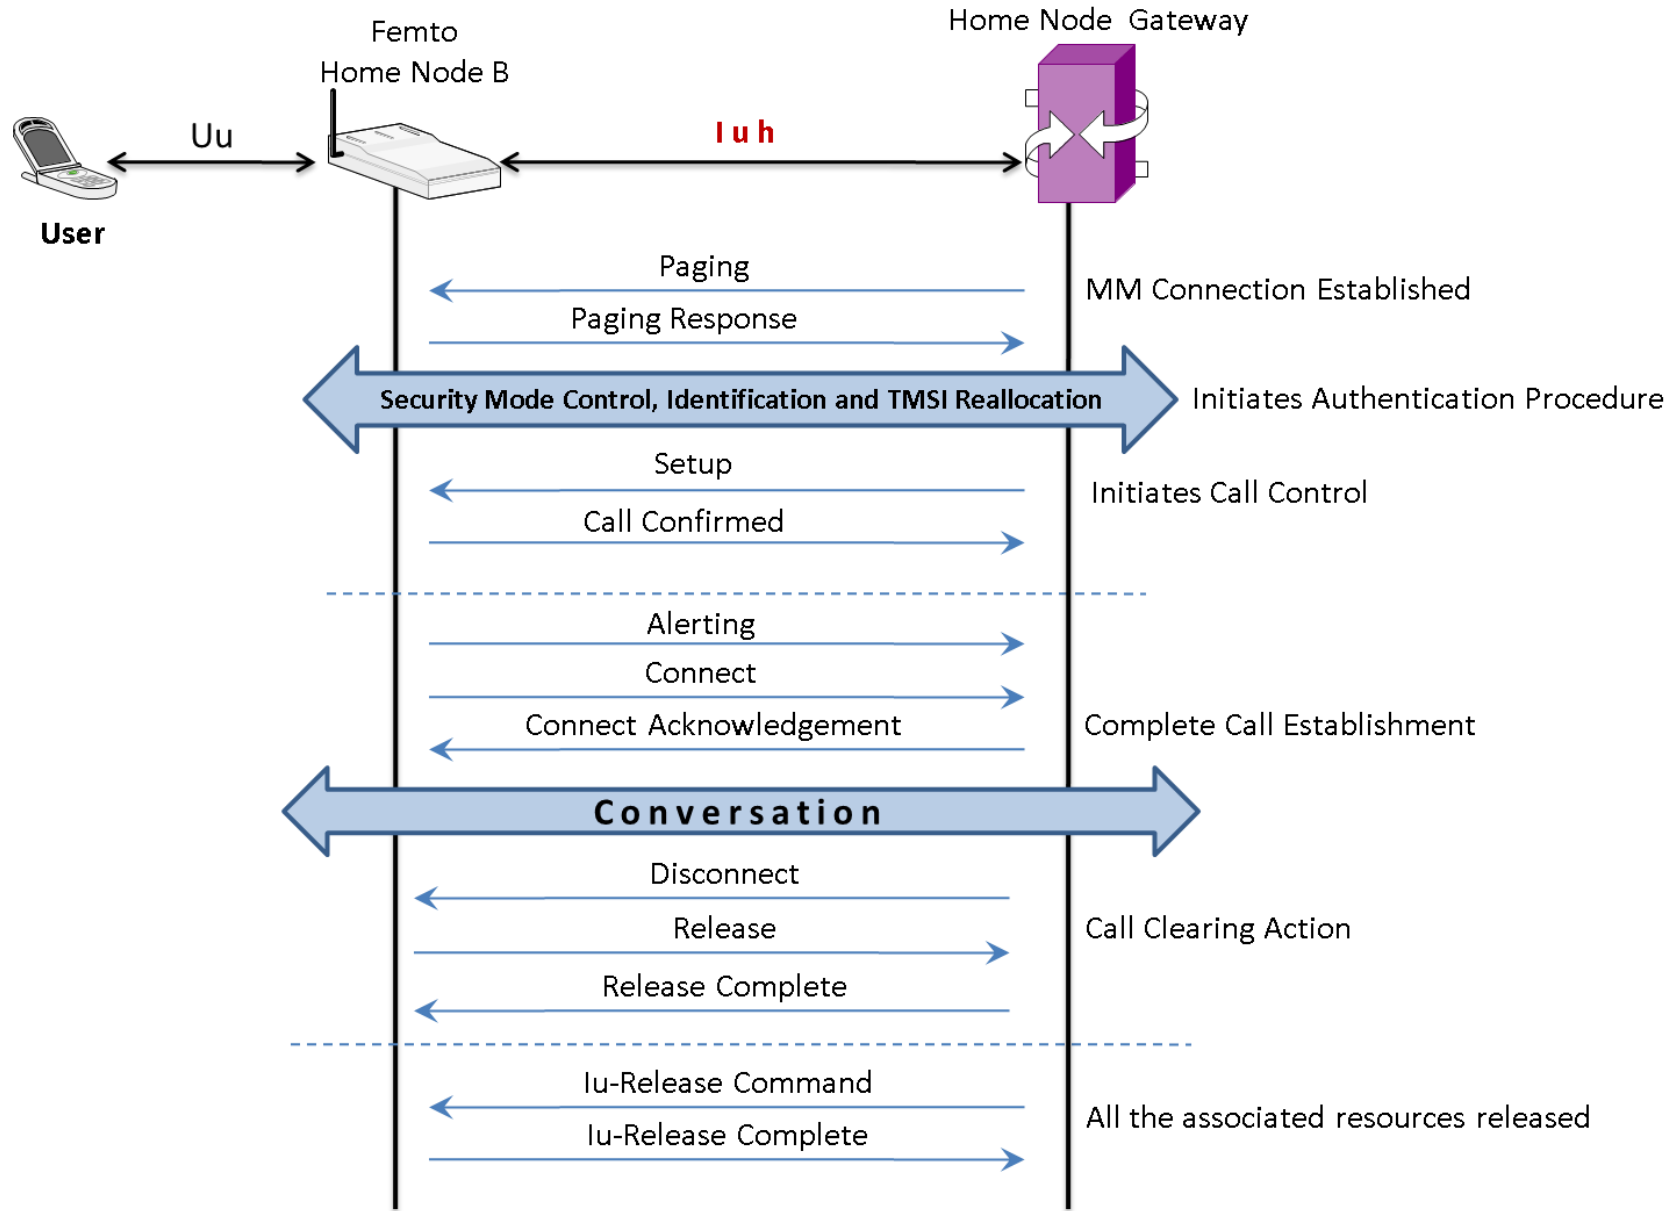 Femto
Home Node B
Home Node Gateway
Uu
Iuh
User
Paging
MM Connection Established
Paging Response
Security Mode Control, Identification and TMSI Reallocation
Initiates Authentication Procedure
Setup
Initiates Call Control
Call Confirmed
Alerting
Connect
Connect Acknowledgement
Complete Call Establishment
Conversation
Disconnect
Release
Call Clearing Action
Release Complete
Iu-Release Command
All the associated resources released
Iu-Release Complete